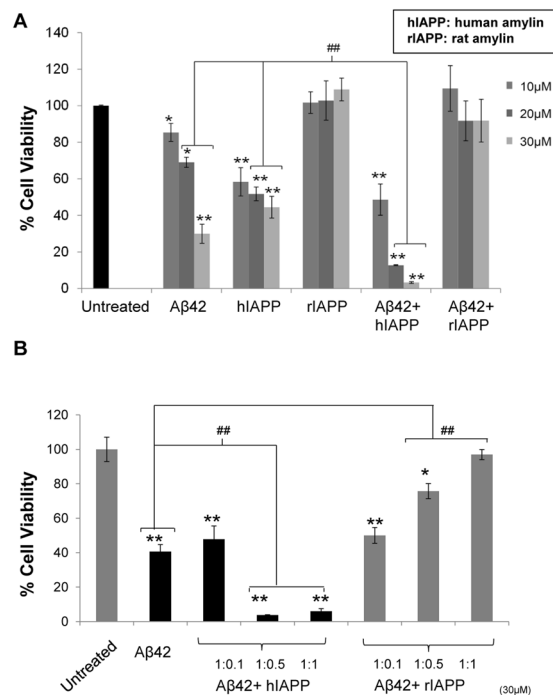 A
hIAPP: human amylin
rIAPP: rat amylin
##
140
120
100
80
60
40
20
0
% Cell Viability
10µM
20µM
30µM
*
*
**
**
**
**
**
**
**
Untreated
Aβ42
hIAPP
rIAPP
Aβ42+
hIAPP
Aβ42+
rIAPP
B
120
100
80
60
40
20
0
% Cell Viability
##
##
**
**
**
**
**
*
Untreated
Aβ42
1:0.1 1:0.5 1:1
Aβ42+ hIAPP
1:0.1 1:0.5 1:1
Aβ42+ rIAPP
(30µM)